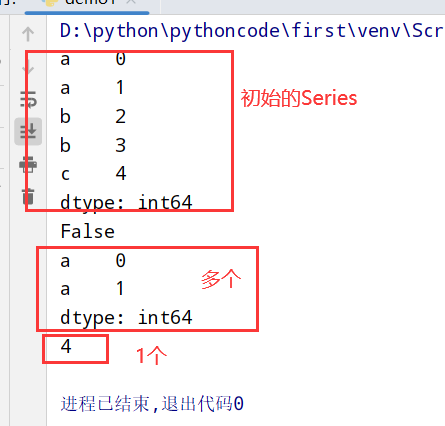 demo1
D:\python\pythoncode\first\venv\Scr
a 0
a 1
b 2
b 3
c 4
dtype: int64
初始的Series
False
a 0
a 1
dtype: int64
多个
4
1个
进程已结束,退出代码0